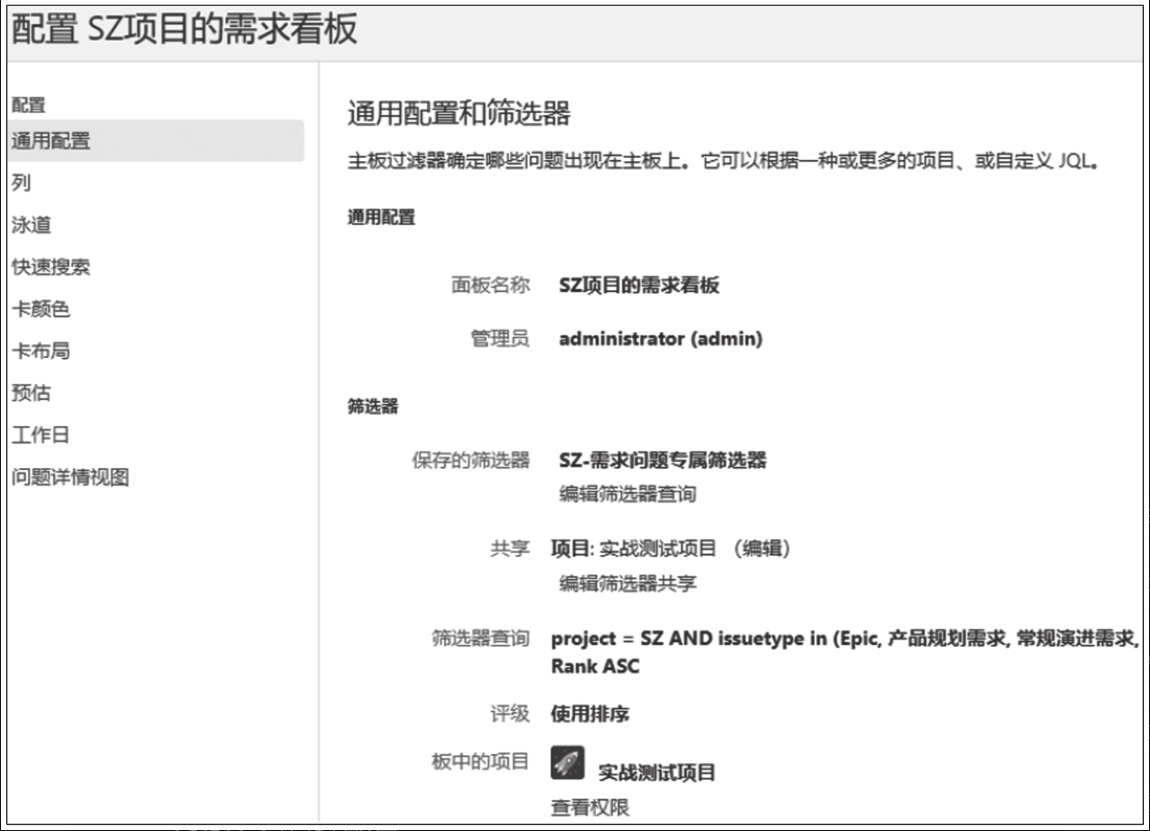 配置 SZ项目的需求看板
配置
通用配置
列
泳道
快速搜索
卡颜色
卡布局
预估
工作日
问题详情视图
通用配置和筛选器
主板过滤器确定哪些问题出现在主板上。它可以根据一种或更多的项目、或自定义 JQL。
通用配置
面板名称 SZ项目的需求看板
管理员 administrator (admin)
筛选器
保存的筛选器 SZ-需求问题专属筛选器
编辑筛选器查询
共享 项目: 实战测试项目 （编辑）
编辑筛选器共享
筛选器查询 project = SZ AND issuetype in (Epic, 产品规划需求, 常规演进需求,
Rank ASC
评级 使用排序
板中的项目 实战测试项目
查看权限